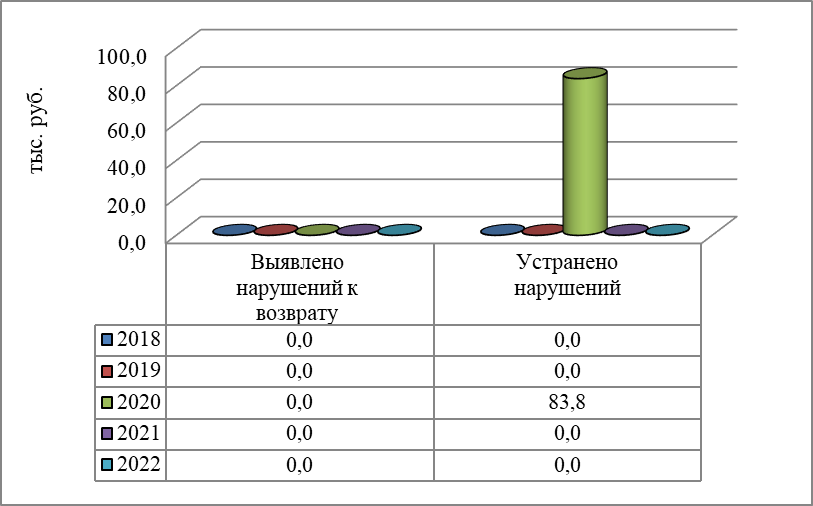 тыс. руб.
100,0
80,0
60,0
40,0
20,0
0,0
Выявлено
нарушений к
возврату
Устранено
нарушений
2018 0,0 0,0
2019 0,0 0,0
2020 0,0 83,8
2021 0,0 0,0
2022 0,0 0,0